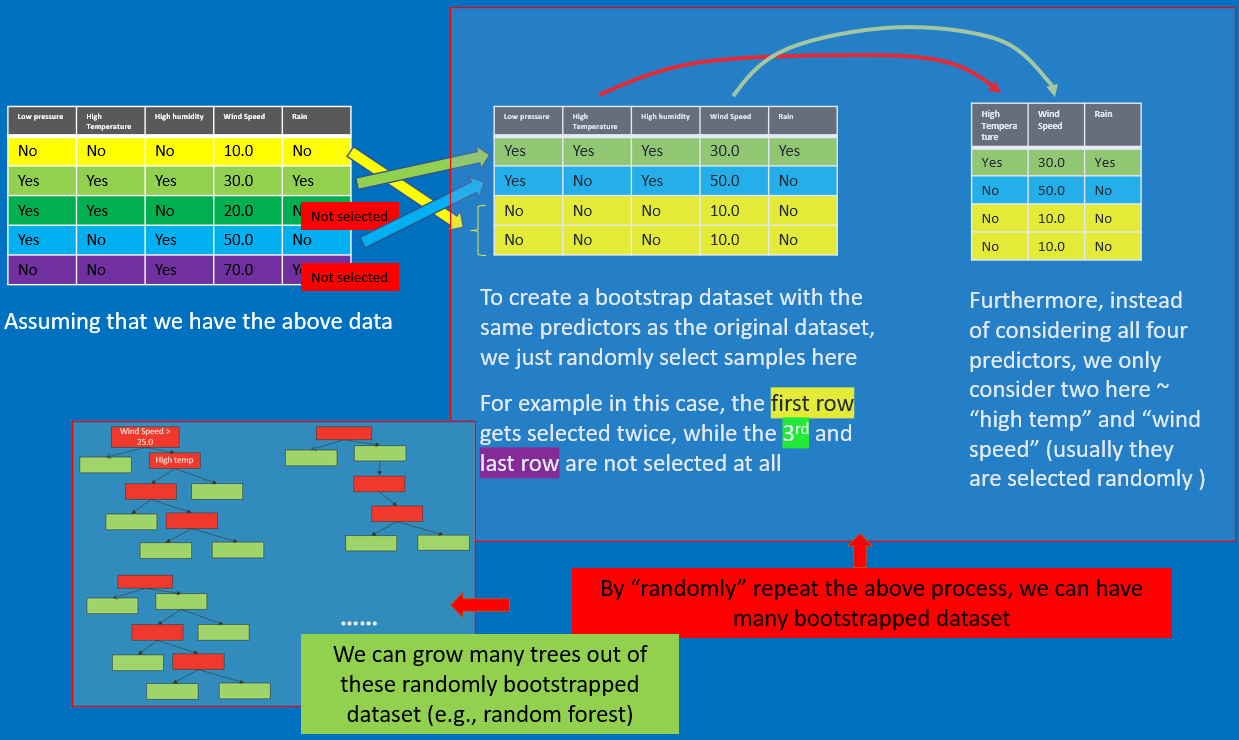 Low pressure High Temperature High humidity Wind Speed Rain
No No No 10.0 No
Yes Yes Yes 30.0 Yes
Yes Yes No 20.0
Not selected
Yes No Yes 50.0 No
No No Yes 70.0
Not selected
Assuming that we have the above data
Low pressure High Temperature High humidity Wind Speed Rain
Yes Yes Yes 30.0 Yes
Yes No Yes 50.0 No
No No No 10.0 No
No No No 10.0 No
To create a bootstrap dataset with the
same predictors as the original dataset,
we just randomly select samples here
For example in this case, the first row
gets selected twice, while the 3rd and
last row are not selected at all
High Tempera ture Wind Speed Rain
Yes 30.0 Yes
No 50.0 No
No 10.0 No
No 10.0 No
Furthermore, instead
of considering all four
predictors, we only
consider two here ~
“high temp” and “wind
speed” (usually they
are selected randomly )
By “randomly” repeat the above process, we can have
many bootstrapped dataset
Wind Speed >
25.0
High temp
......
We can grow many trees out of
these randomly bootstrapped
dataset (e.g., random forest)